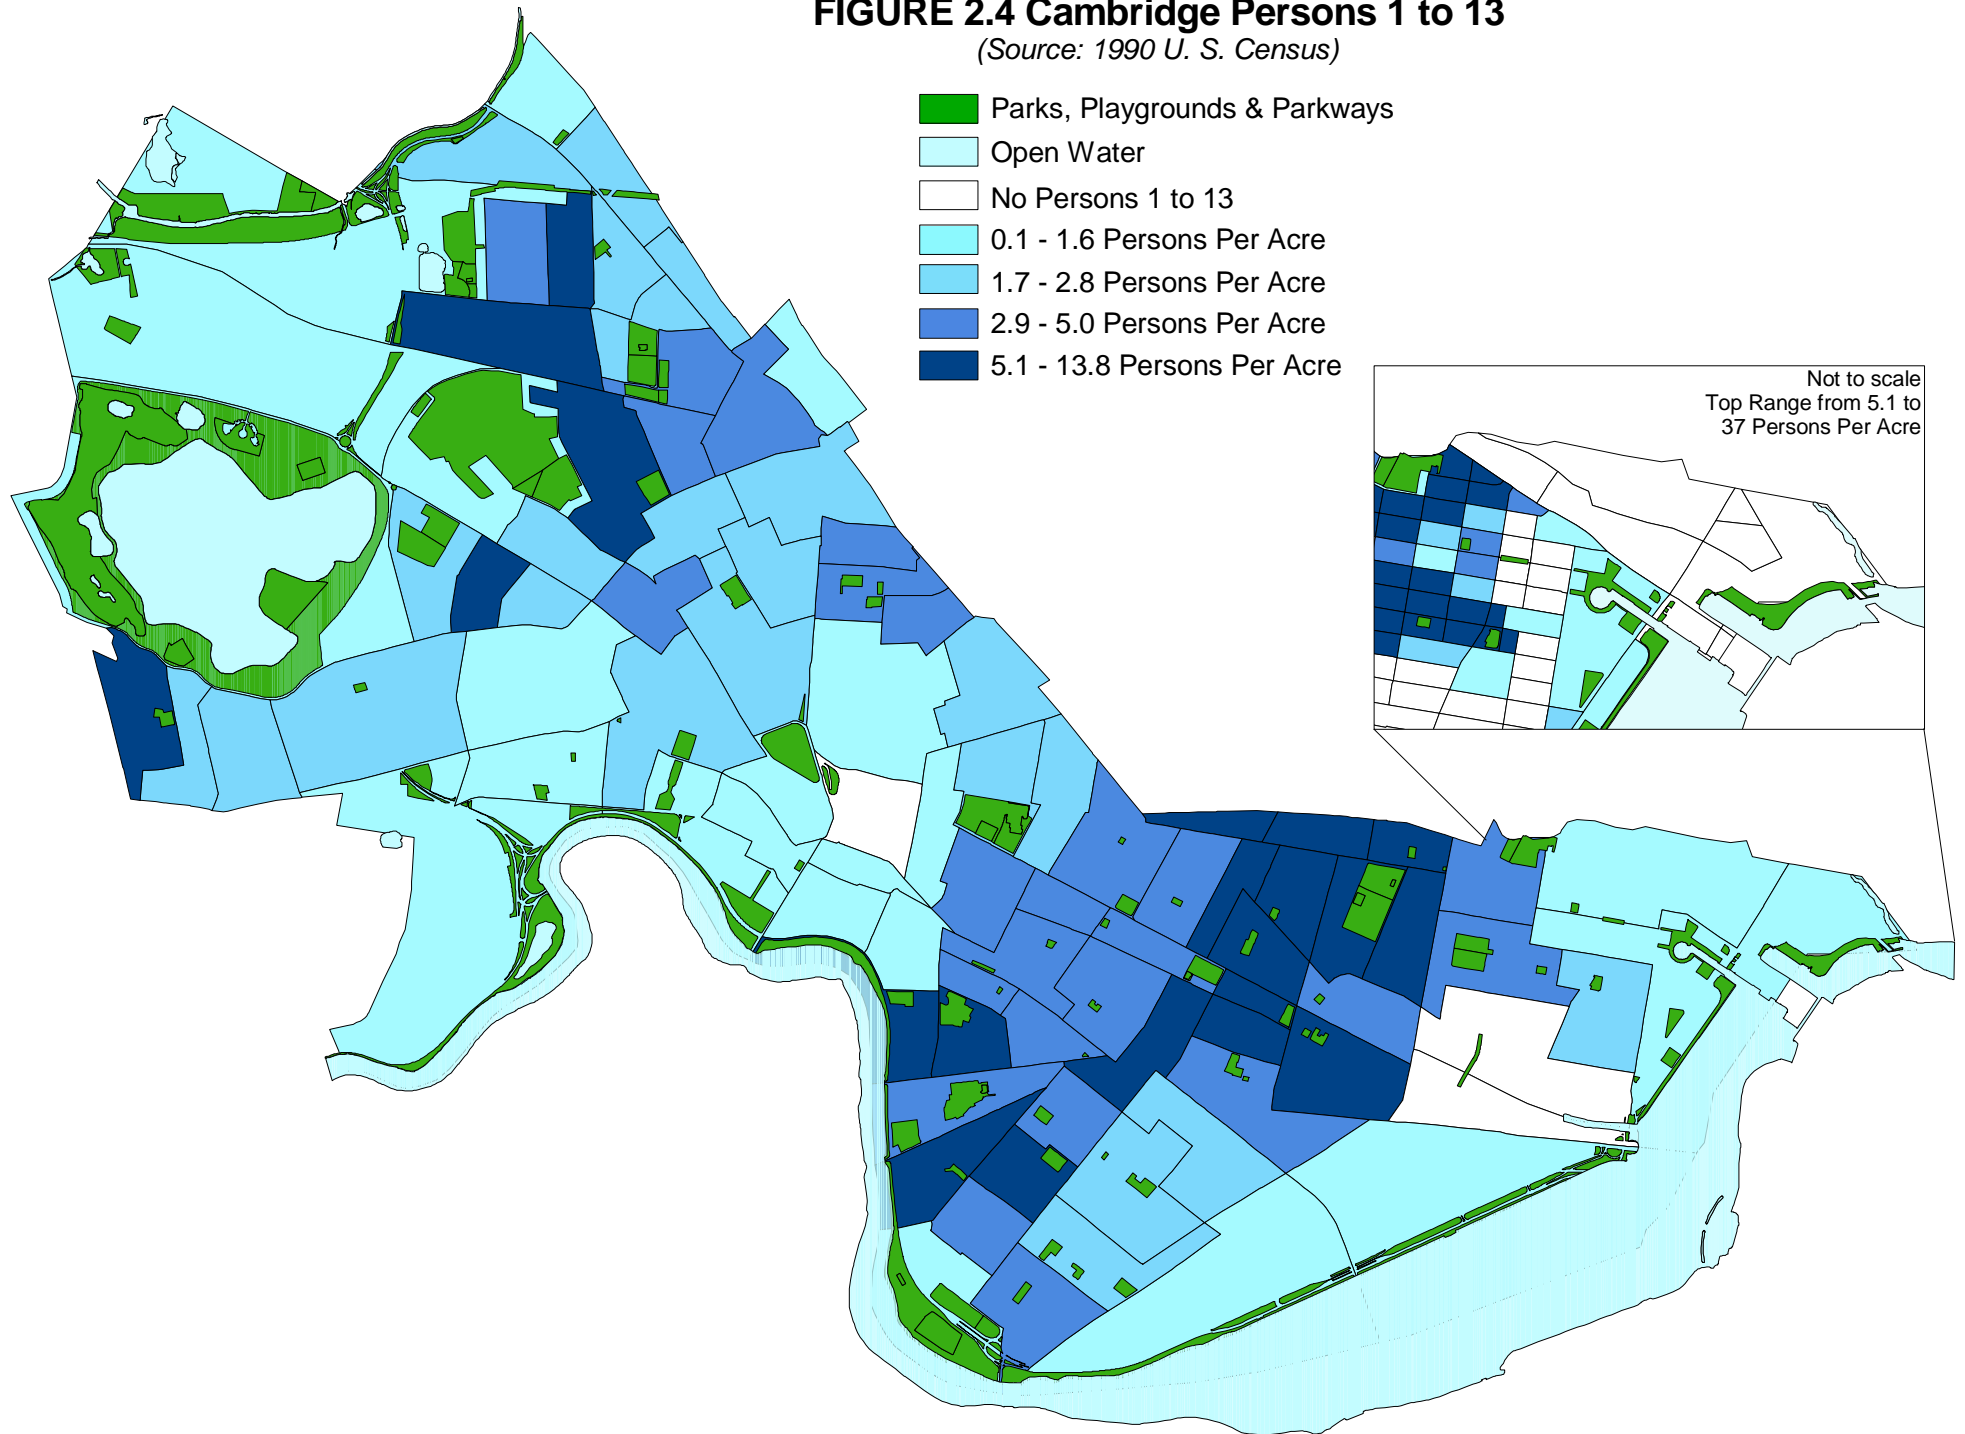 FIGURE 2.4 Cambridge Persons 1 to 13
(Source: 1990 U. S. Census)
Parks, Playgrounds & Parkways
Open Water
No Persons 1 to 13
0.1 - 1.6 Persons Per Acre
1.7 - 2.8 Persons Per Acre
2.9 - 5.0 Persons Per Acre
5.1 - 13.8 Persons Per Acre
Not to scale
Top Range from 5.1 to
37 Persons Per Acre